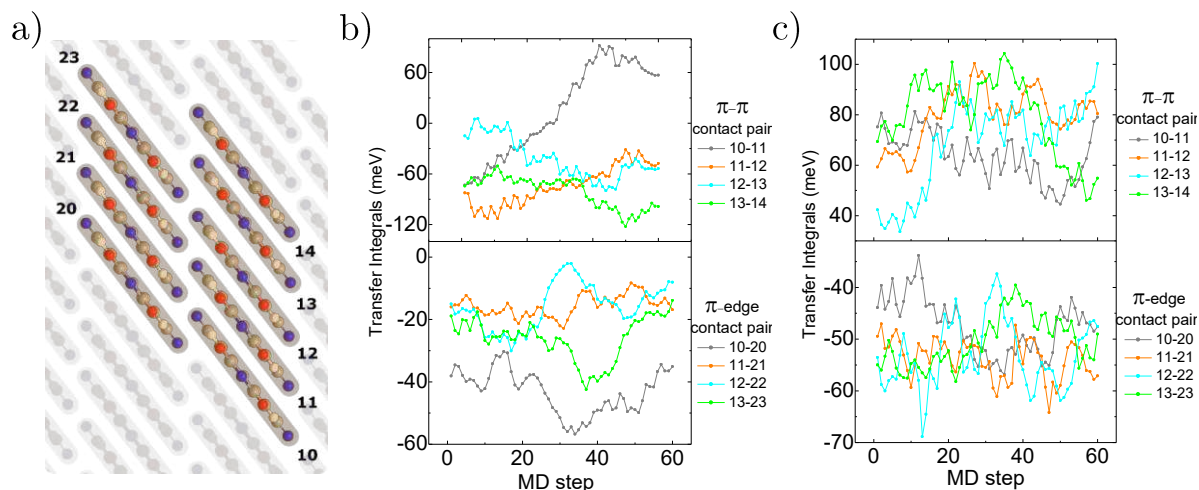 a)
23
22
21
20
14
13
12
11
10
b)
Transfer Integrals (meV)
60
0
-60
-120
0
-20
-40
-60
0 20 40 60
MD step
π-π
contact pair
10-11
11-12
12-13
13-14
π-edge
contact pair
10-20
11-21
12-22
13-23
c)
Transfer Integrals (meV)
100
80
60
40
-40
-50
-60
-70
0 20 40 60
MD step
π-π
contact pair
10-11
11-12
12-13
13-14
π-edge
contact pair
10-20
11-21
12-22
13-23